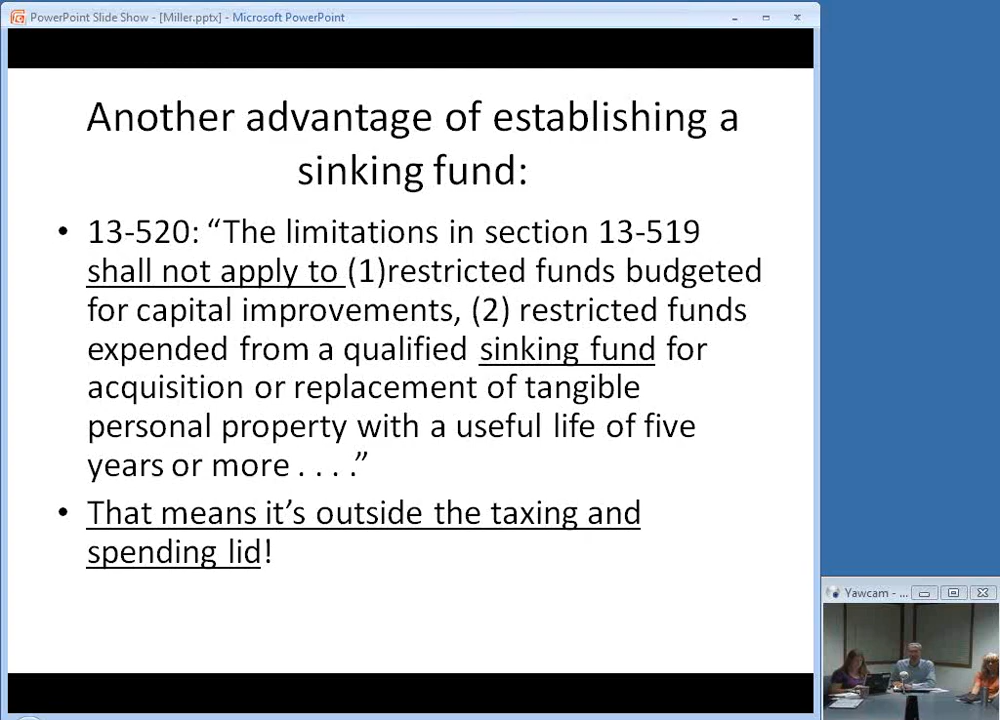 PowerPoint Slide Show - [Miller.pptx] - Microsoft PowerPoint
Another advantage of establishing a
sinking fund:
• 13-520: “The limitations in section 13-519
shall not apply to (1)restricted funds budgeted
for capital improvements, (2) restricted funds
expended from a qualified sinking fund for
acquisition or replacement of tangible
personal property with a useful life of five
years or more . . . .”
• That means it’s outside the taxing and
spending lid!
Yawcam - ...